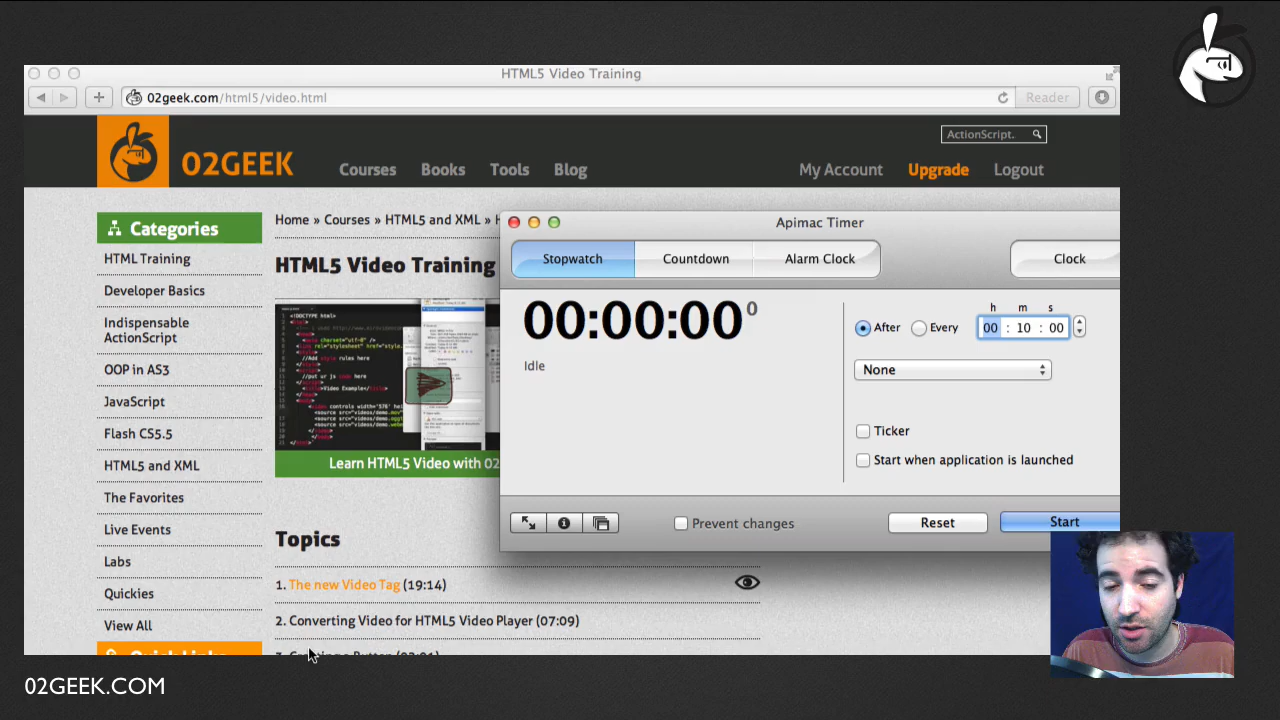 HTML5 Video Training
02geek.com/html5/video.html
Reader
ActionScript.
02GEEK
Courses
Books
Tools
Blog
My Account
Upgrade
Logout
Categories
HTML Training
Developer Basics
Indispensable
ActionScript
OOP in AS3
JavaScript
Flash CS5.5
HTML5 and XML
The Favorites
Live Events
Labs
Quickies
View All
Home » Courses » HTML5 and XML »
HTML5 Video Training
Learn HTML5 Video with 02
Topics
1. The new Video Tag (19:14)
2. Converting Video for HTML5 Video Player (07:09)
Apimac Timer
Stopwatch
Countdown
Alarm Clock
Clock
00:00:00 0
Idle
h m s
After
Every
00 : 10 : 00
None
Ticker
Start when application is launched
Prevent changes
Reset
Start
02GEEK.COM